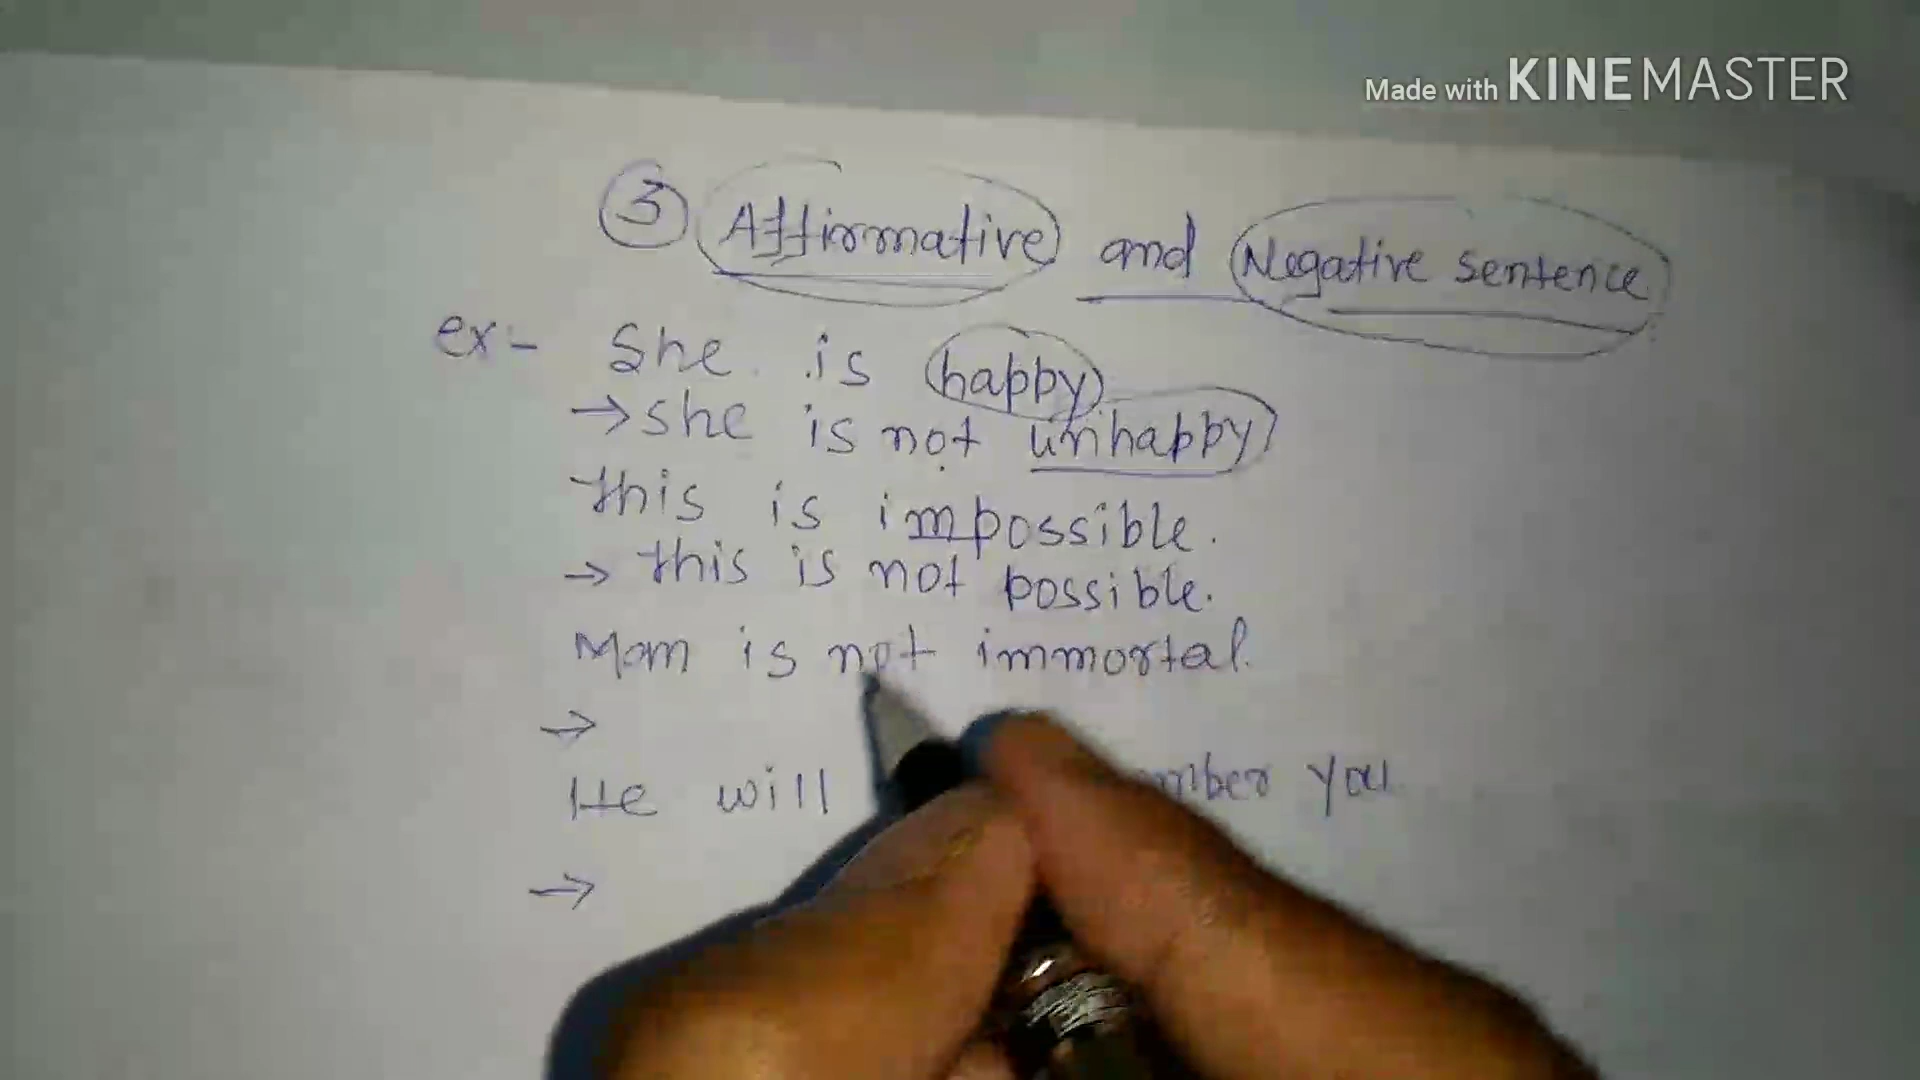 Made with KINEMASTER
3 Affirmative and Negative sentence
ex- She is happy
→ she is not unhappy
this is impossible.
→ this is not possible.
Man is not immortal.
→
He will you
→